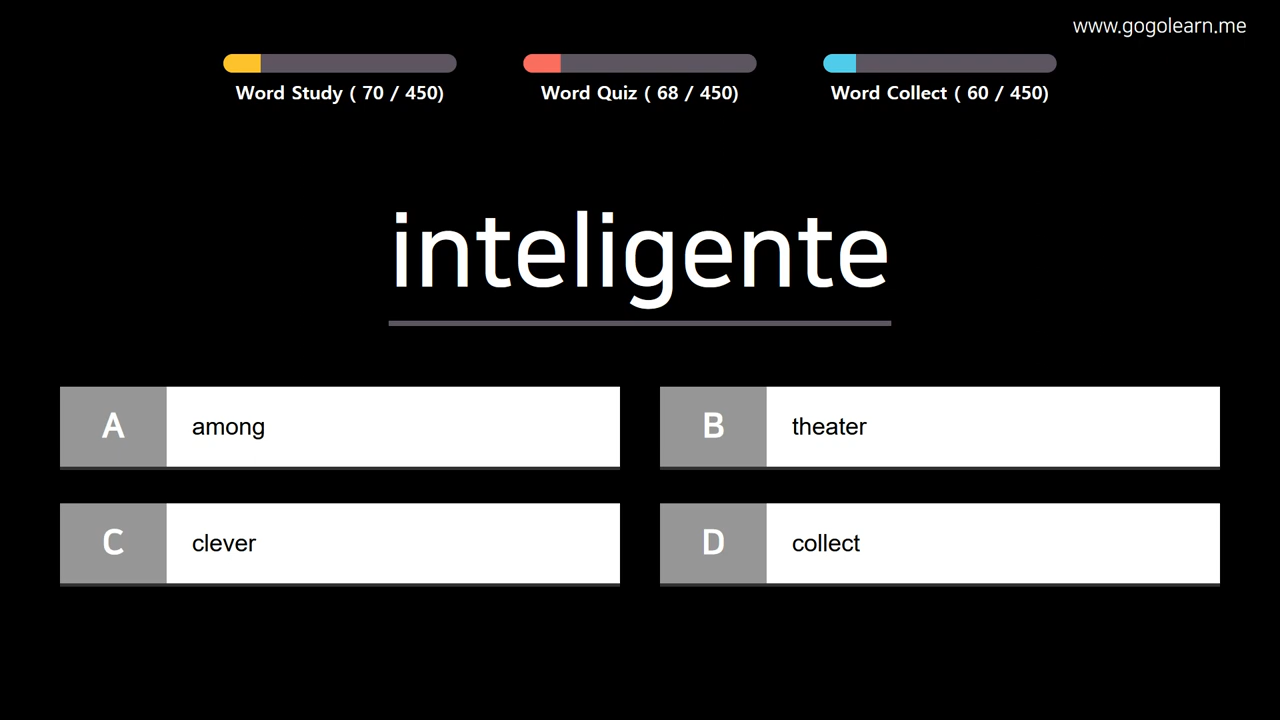 www.gogolearn.me
Word Study ( 70 / 450)
Word Quiz ( 68 / 450)
Word Collect ( 60 / 450)
inteligente
A among
B theater
C clever
D collect